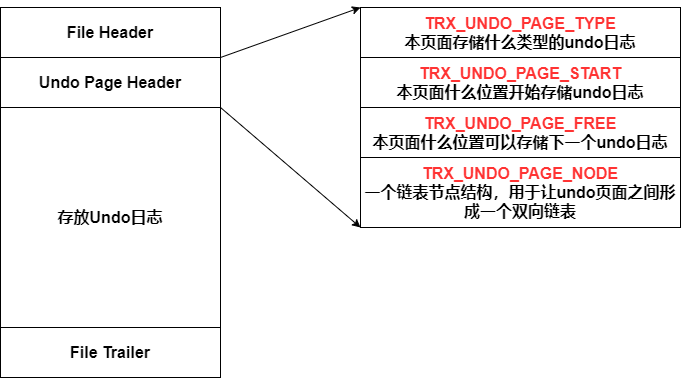 File Header
Undo Page Header
存放Undo日志
File Trailer
TRX_UNDO_PAGE_TYPE
本页面存储什么类型的undo日志
TRX_UNDO_PAGE_START
本页面什么位置开始存储undo日志
TRX_UNDO_PAGE_FREE
本页面什么位置可以存储下一个undo日志
TRX_UNDO_PAGE_NODE
一个链表节点结构，用于让undo页面之间形
成一个双向链表